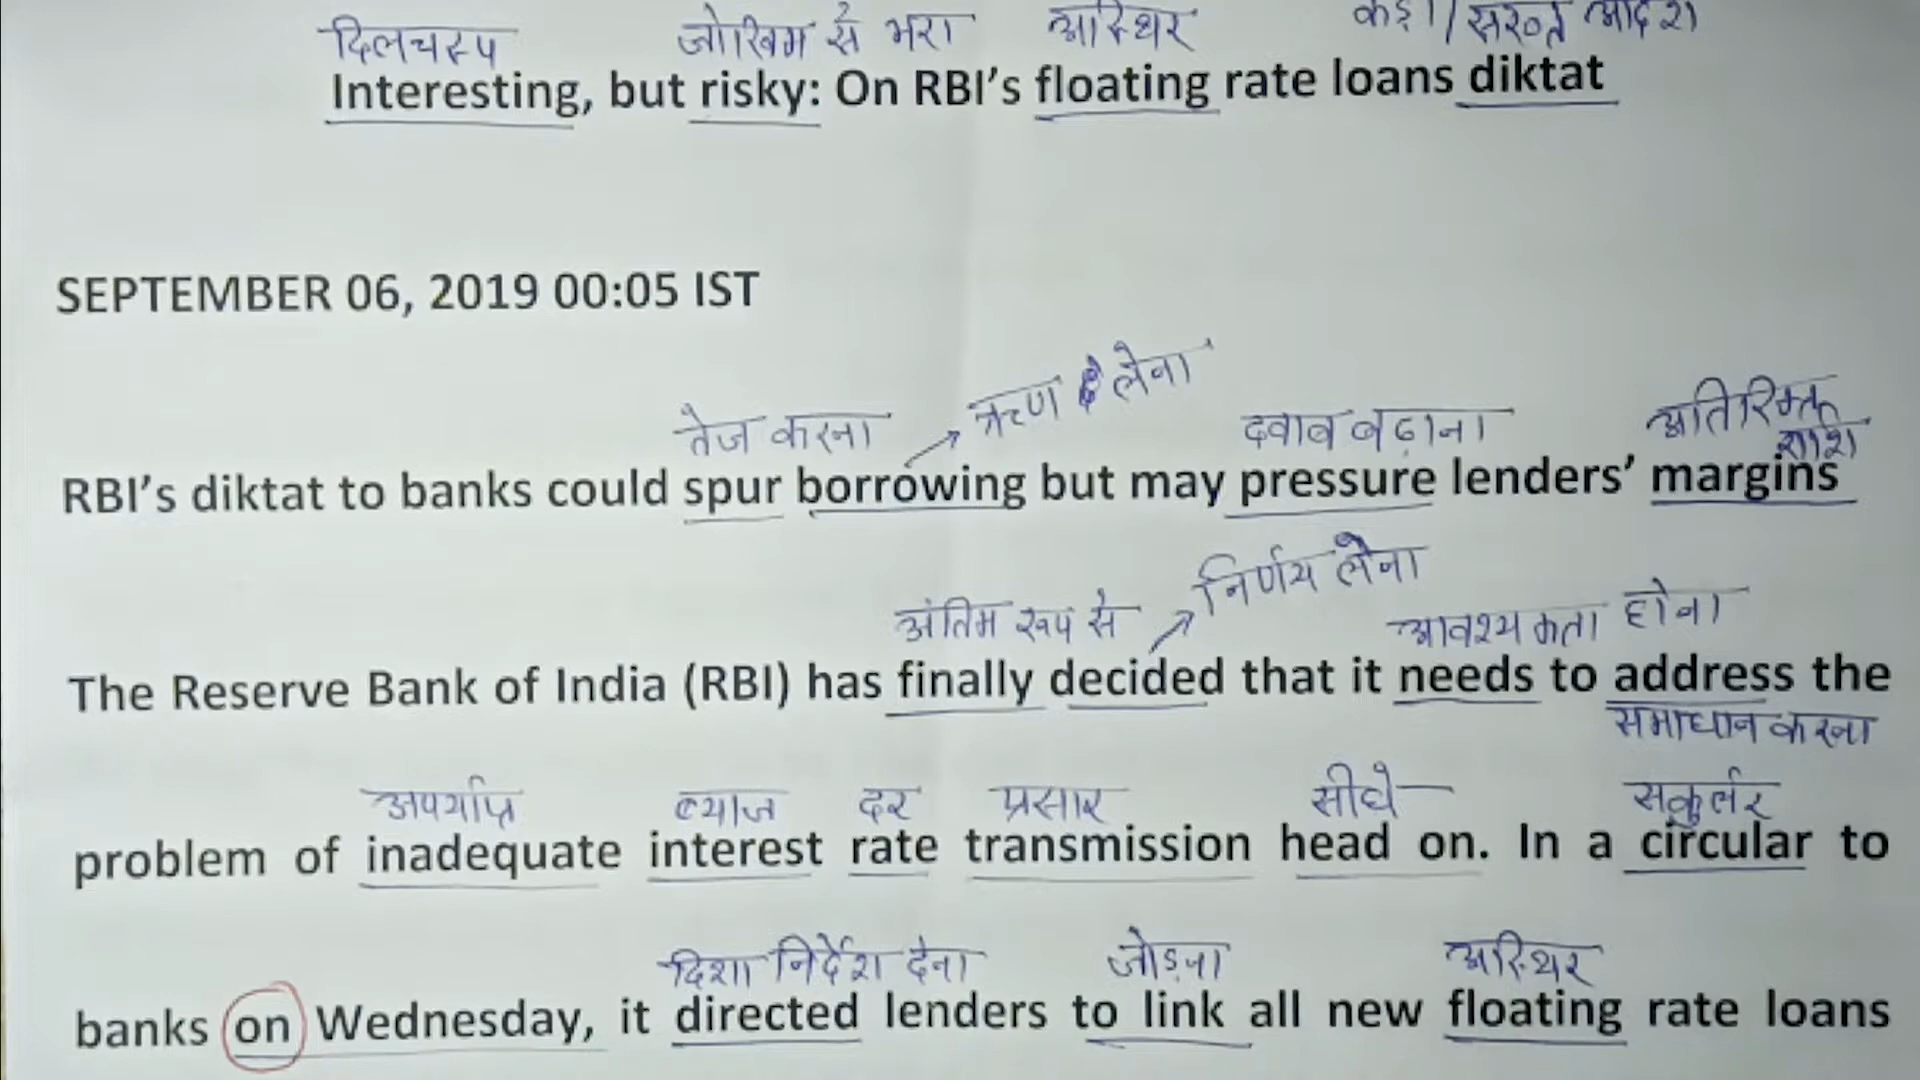 दिलचस्प जोखिम से भरा अस्थिर कड़ा / सख्त आदेश
Interesting, but risky: On RBI’s floating rate loans diktat
SEPTEMBER 06, 2019 00:05 IST
तेज करना ऋण लेना दवाब बढ़ाना अतिरिक्त राशि
RBI’s diktat to banks could spur borrowing but may pressure lenders’ margins
अंतिम रूप से निर्णय लेना आवश्यकता होना
The Reserve Bank of India (RBI) has finally decided that it needs to address the
समाधान करना
अपर्याप्त ब्याज दर प्रसार सीधे सर्कुलर
problem of inadequate interest rate transmission head on. In a circular to
दिशा निर्देश देना जोड़ना अस्थिर
banks on Wednesday, it directed lenders to link all new floating rate loans